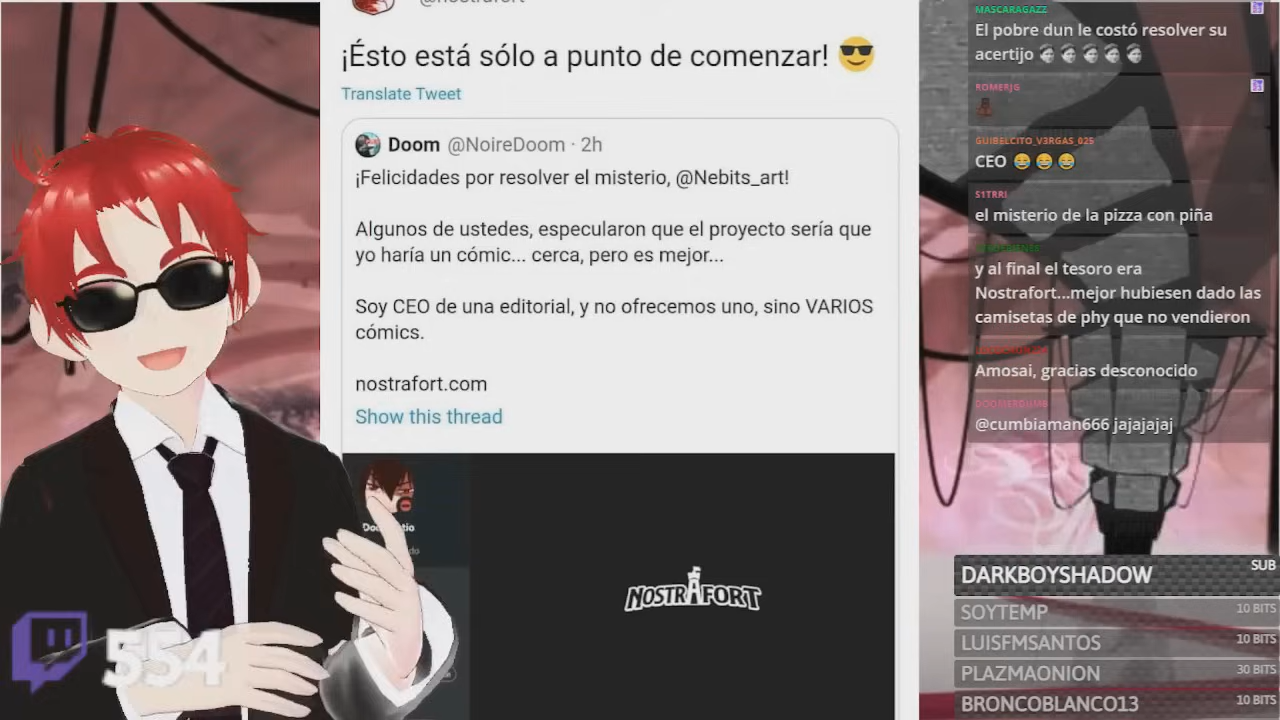 ¡Ésto está sólo a punto de comenzar! 😎
Translate Tweet
Doom @NoireDoom · 2h
¡Felicidades por resolver el misterio, @Nebits_art!
Algunos de ustedes, especularon que el proyecto sería que
yo haría un cómic... cerca, pero es mejor...
Soy CEO de una editorial, y no ofrecemos uno, sino VARIOS
cómics.
nostrafort.com
Show this thread
NOSTRAFORT
554
MASCARAGAZZ
El pobre dun le costó resolver su
acertijo
ROMERJG
GUIBELCITO_V3RGAS_025
CEO 😂 😂 😂
S1TRRI
el misterio de la pizza con piña
y al final el tesoro era
Nostrafort...mejor hubiesen dado las
camisetas de phy que no vendieron
Amosai, gracias desconocido
@cumbiaman666 jajajajaj
DARKBOYSHADOW SUB
SOYTEMP 10 BITS
LUISFMSANTOS 10 BITS
PLAZMAONION 30 BITS
BRONCOBLANCO13 10 BITS